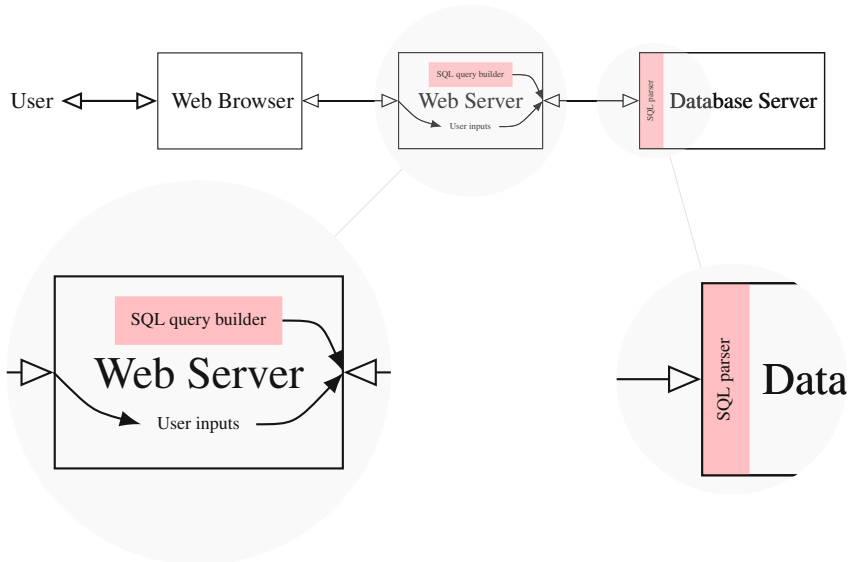 User
Web Browser
SQL query builder
Web Server
User inputs
SQL parser
Database Server
SQL query builder
Web Server
User inputs
SQL parser
Data